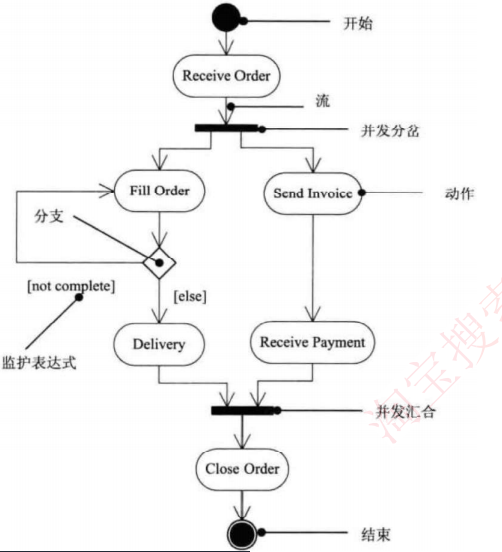 开始
Receive Order
流
并发分岔
Fill Order
Send Invoice
动作
分支
[not complete]
[else]
监护表达式
Delivery
Receive Payment
并发汇合
Close Order
结束
淘宝搜索